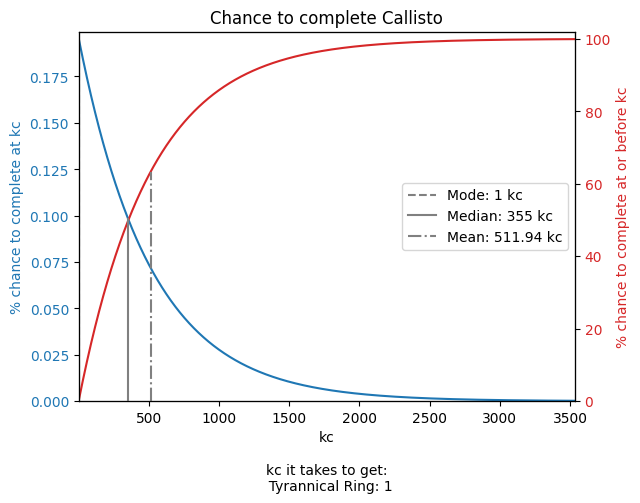 Chance to complete Callisto
% chance to complete at kc
0.175
0.150
0.125
0.100
0.075
0.050
0.025
0.000
100
80
60
40
20
0
% chance to complete at or before kc
Mode: 1 kc
Median: 355 kc
Mean: 511.94 kc
500 1000 1500 2000 2500 3000 3500
kc
kc it takes to get:
Tyrannical Ring: 1